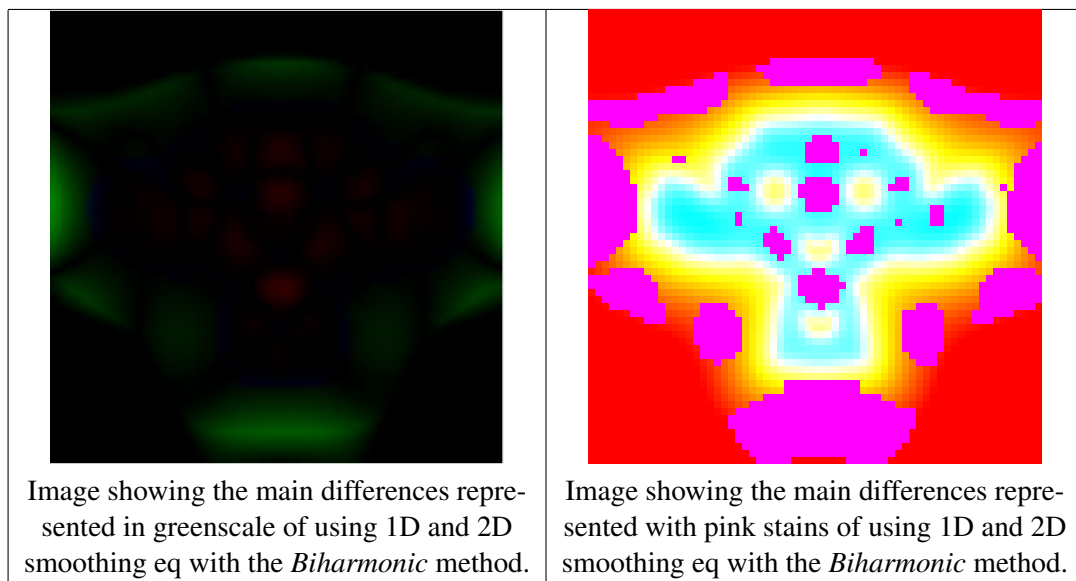 Image showing the main differences repre-
sented in greenscale of using 1D and 2D
smoothing eq with the Biharmonic method.
Image showing the main differences repre-
sented with pink stains of using 1D and 2D
smoothing eq with the Biharmonic method.